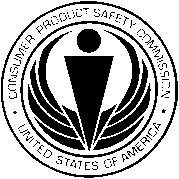 CONSUMER PRODUCT SAFETY COMMISSION
UNITED STATES OF AMERICA